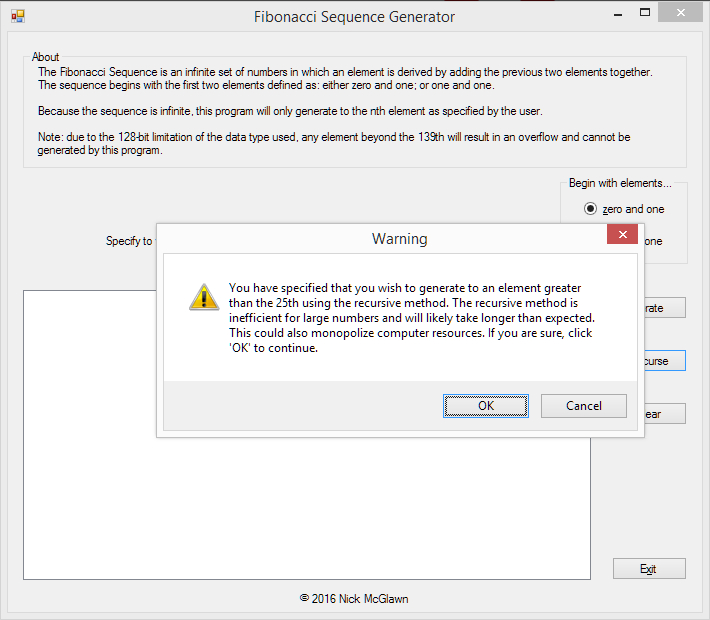 Fibonacci Sequence Generator
About
The Fibonacci Sequence is an infinite set of numbers in which an element is derived by adding the previous two elements together.
The sequence begins with the first two elements defined as: either zero and one; or one and one.
Because the sequence is infinite, this program will only generate to the nth element as specified by the user.
Note: due to the 128-bit limitation of the data type used, any element beyond the 139th will result in an overflow and cannot be
generated by this program.
Begin with elements...
zero and one
Specify to
one
Warning
You have specified that you wish to generate to an element greater
than the 25th using the recursive method. The recursive method is
inefficient for large numbers and will likely take longer than expected.
This could also monopolize computer resources. If you are sure, click
'OK' to continue.
OK Cancel
rate
curse
ear
Exit
© 2016 Nick McGlawn